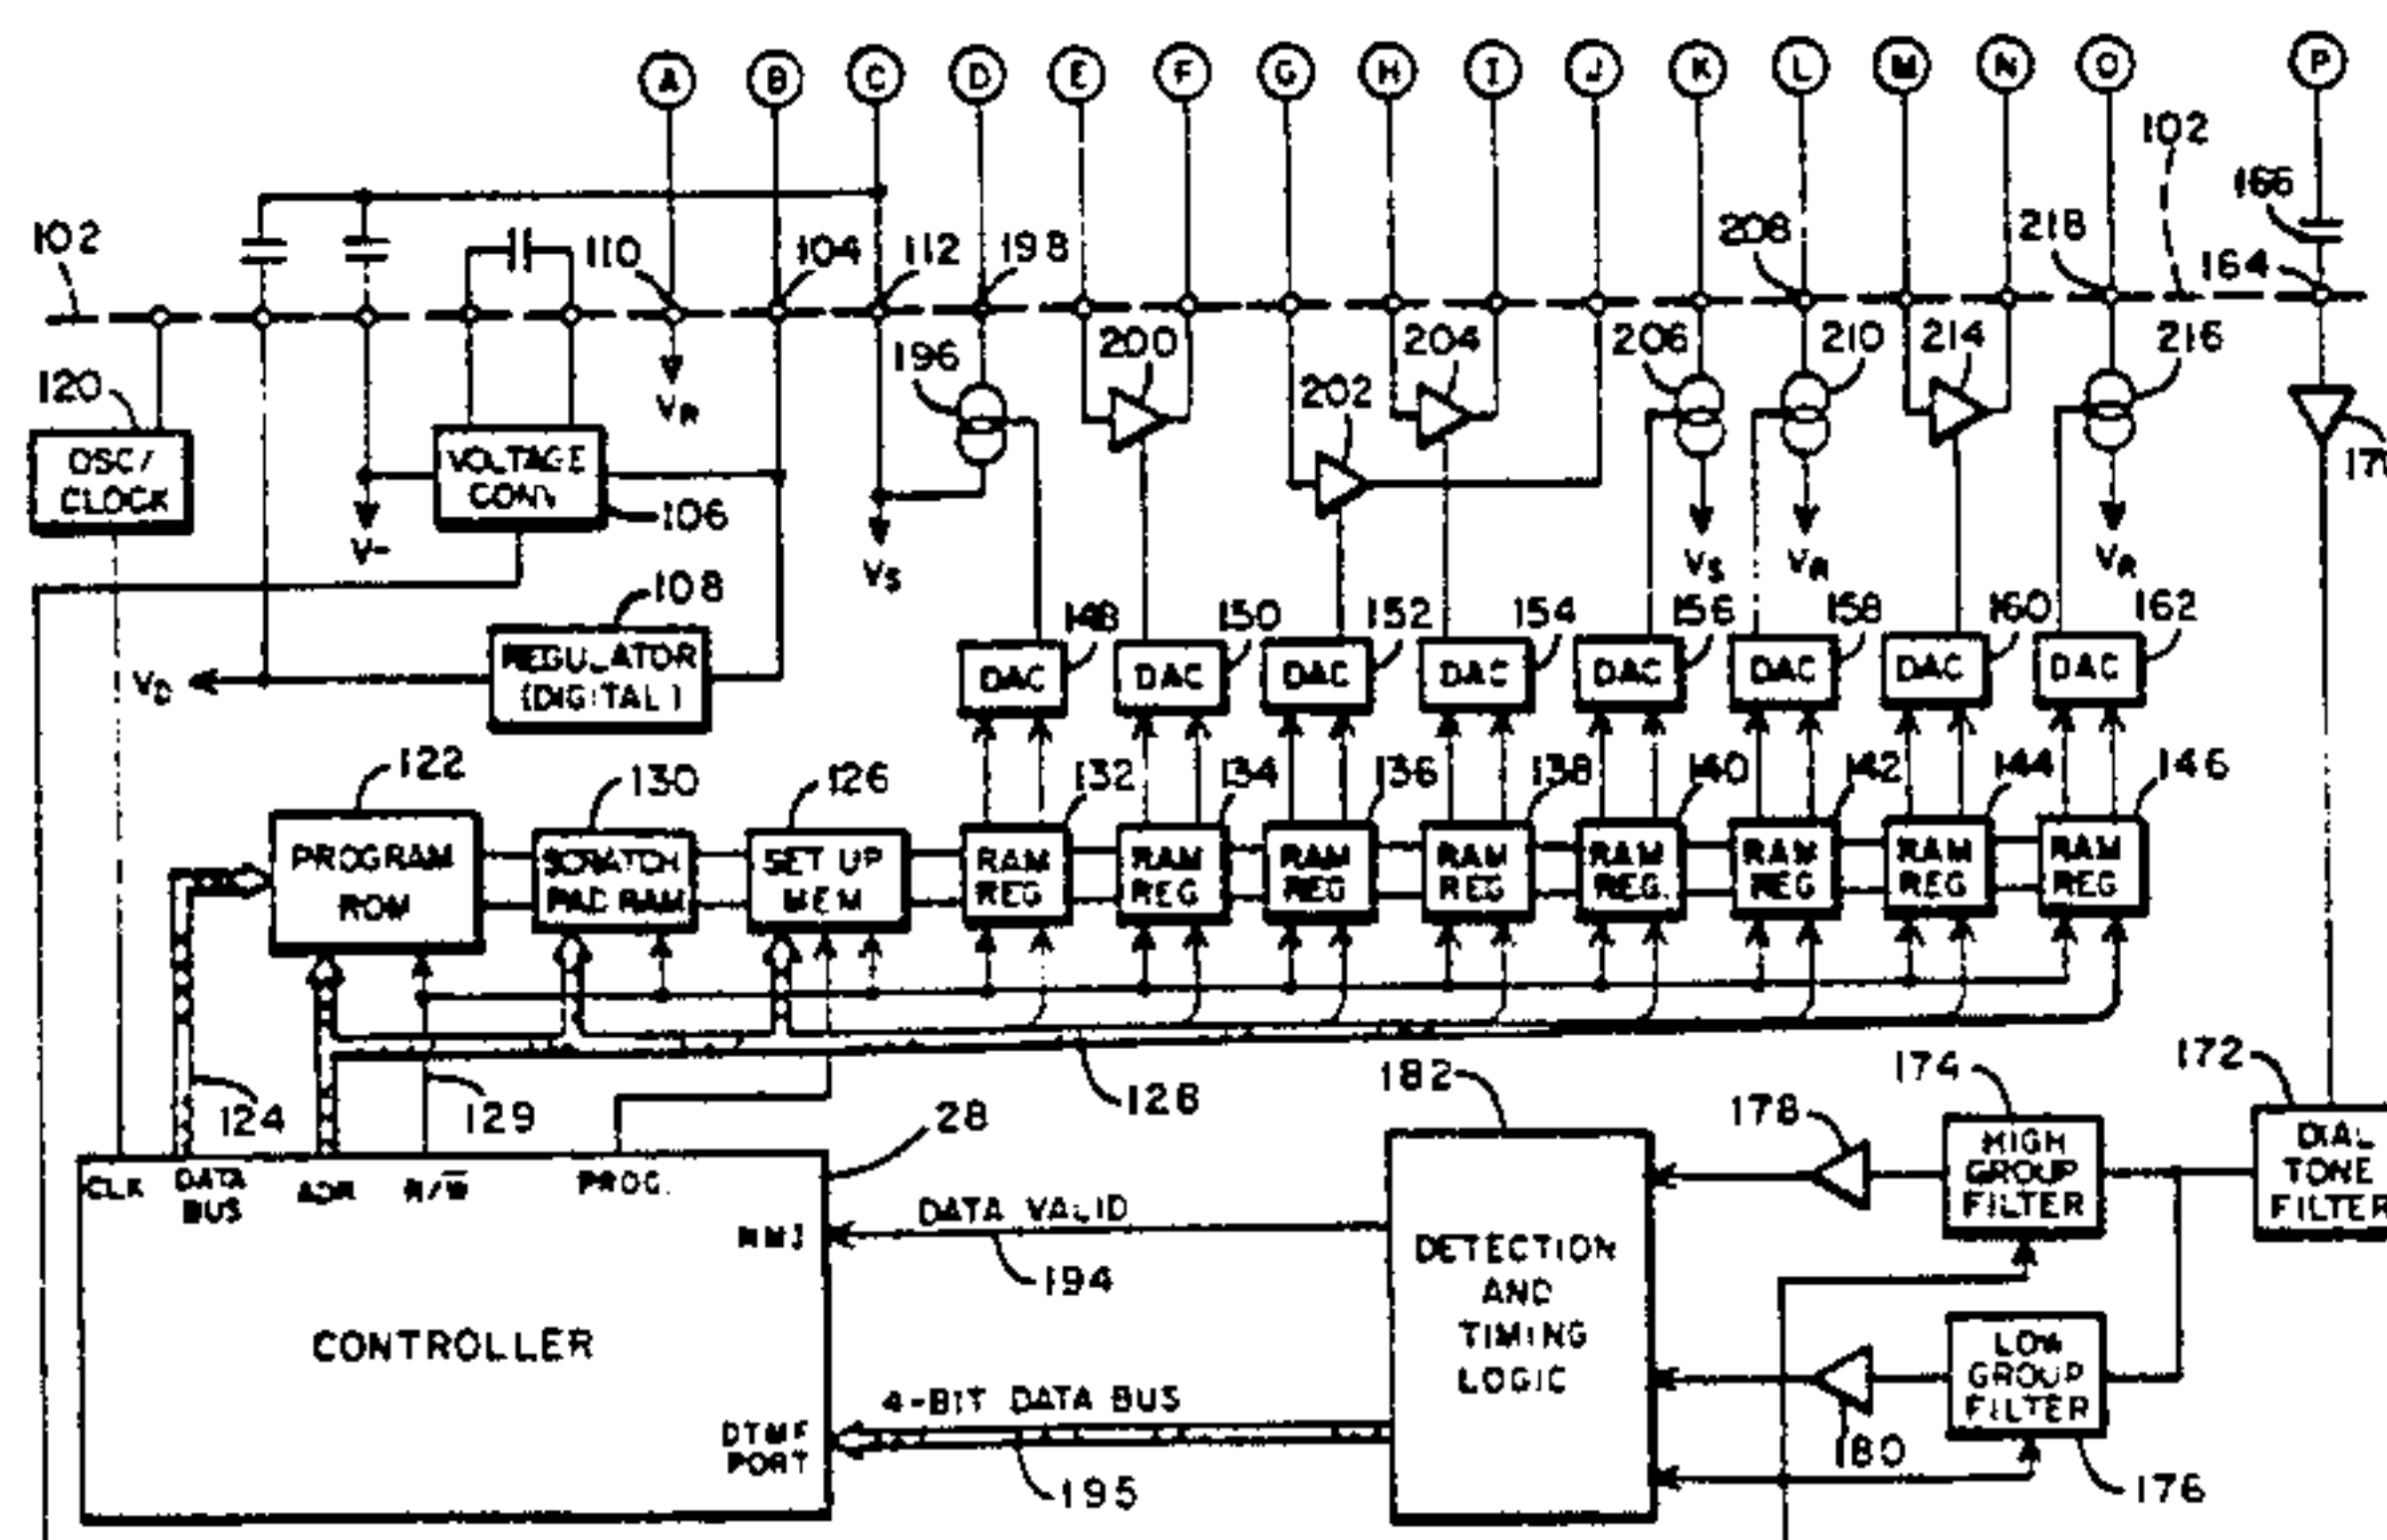 A B C D E F G H I J K L M N O P
102
166
102 110 104 112 198 208 218 164
120 196 200 204 206 210 214 216
VR
202
OSC/
CLOCK
VOLTAGE
CONV
106
V-
VS
VS VR VR
108
REGULATOR
(DIGITAL)
VD
148 150 152 154 156 158 160 162
DAC DAC DAC DAC DAC DAC DAC DAC
122 130 126 132 134 136 138 140 142 144 146
PROGRAM
ROM
SCRATCH
PAD RAM
SET UP
MEM
RAM
REG
RAM
REG
RAM
REG
RAM
REG
RAM
REG.
RAM
REG
RAM
REG
RAM
REG
124 129 128
28 182 178 174 172
CLK DATA
BUS
ADR R/W̅ PROG.
NMI
DATA VALID
194
CONTROLLER
4-BIT DATA BUS
DTMF
PORT
195
DETECTION
AND
TIMING
LOGIC
HIGH
GROUP
FILTER
DIAL
TONE
FILTER
LOW
GROUP
FILTER
180
176